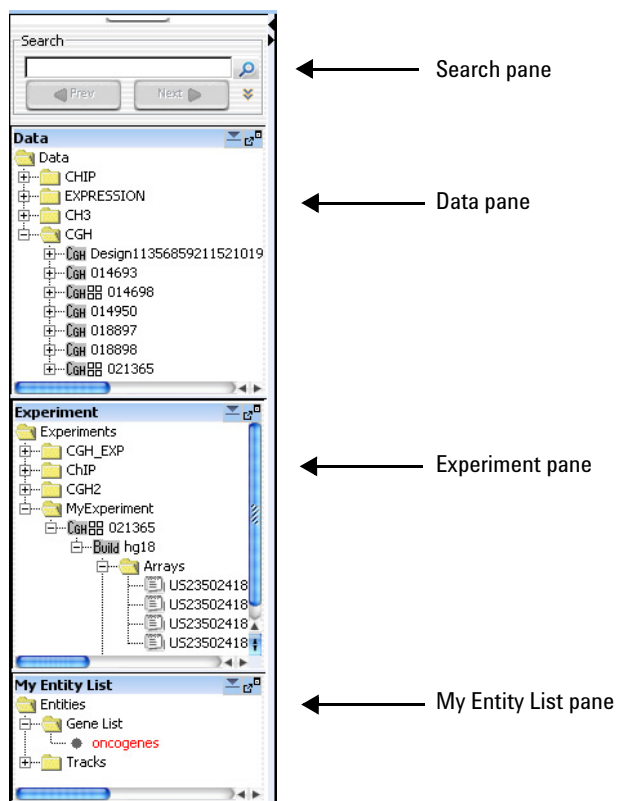 Search
Search pane
Prev
Next
Data
Data
Data pane
CHIP
EXPRESSION
CH3
CGH
CGH Design11356859211521019
CGH 014693
CGH 014698
CGH 014950
CGH 018897
CGH 018898
CGH 021365
Experiment
Experiments
CGH_EXP
ChIP
Experiment pane
CGH2
MyExperiment
CGH 021365
Build hg18
Arrays
US23502418
US23502418
US23502418
US23502418
My Entity List
My Entity List pane
Entities
Gene List
oncogenes
Tracks